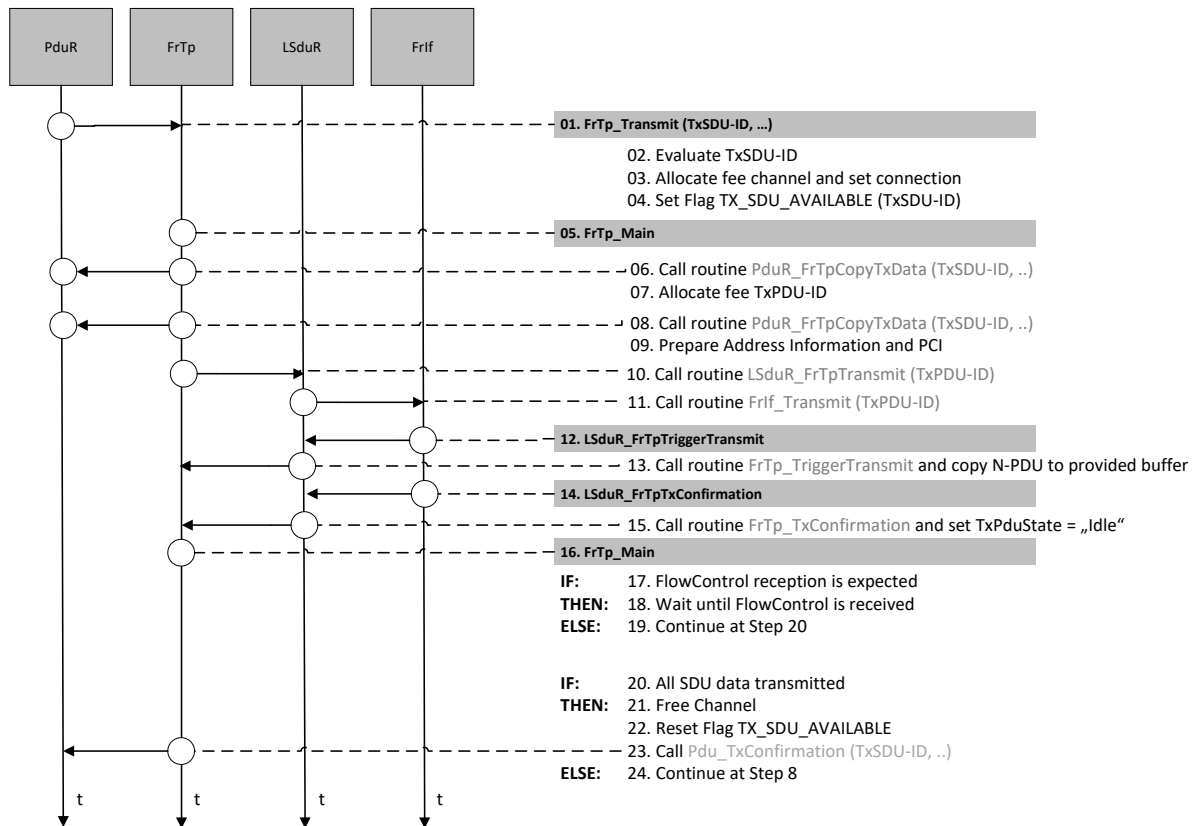 PduR
FrTp
LSduR
FrIf
01. FrTp_Transmit (TxSDU-ID, …)
02. Evaluate TxSDU-ID
03. Allocate fee channel and set connection
04. Set Flag TX_SDU_AVAILABLE (TxSDU-ID)
05. FrTp_Main
06. Call routine PduR_FrTpCopyTxData (TxSDU-ID, ..)
07. Allocate fee TxPDU-ID
08. Call routine PduR_FrTpCopyTxData (TxSDU-ID, ..)
09. Prepare Address Information and PCI
10. Call routine LSduR_FrTpTransmit (TxPDU-ID)
11. Call routine FrIf_Transmit (TxPDU-ID)
12. LSduR_FrTpTriggerTransmit
13. Call routine FrTp_TriggerTransmit and copy N-PDU to provided buffer
14. LSduR_FrTpTxConfirmation
15. Call routine FrTp_TxConfirmation and set TxPduState = „Idle“
16. FrTp_Main
IF: 17. FlowControl reception is expected
THEN: 18. Wait until FlowControl is received
ELSE: 19. Continue at Step 20
IF: 20. All SDU data transmitted
THEN: 21. Free Channel
22. Reset Flag TX_SDU_AVAILABLE
23. Call Pdu_TxConfirmation (TxSDU-ID, ..)
ELSE: 24. Continue at Step 8
t
t
t
t